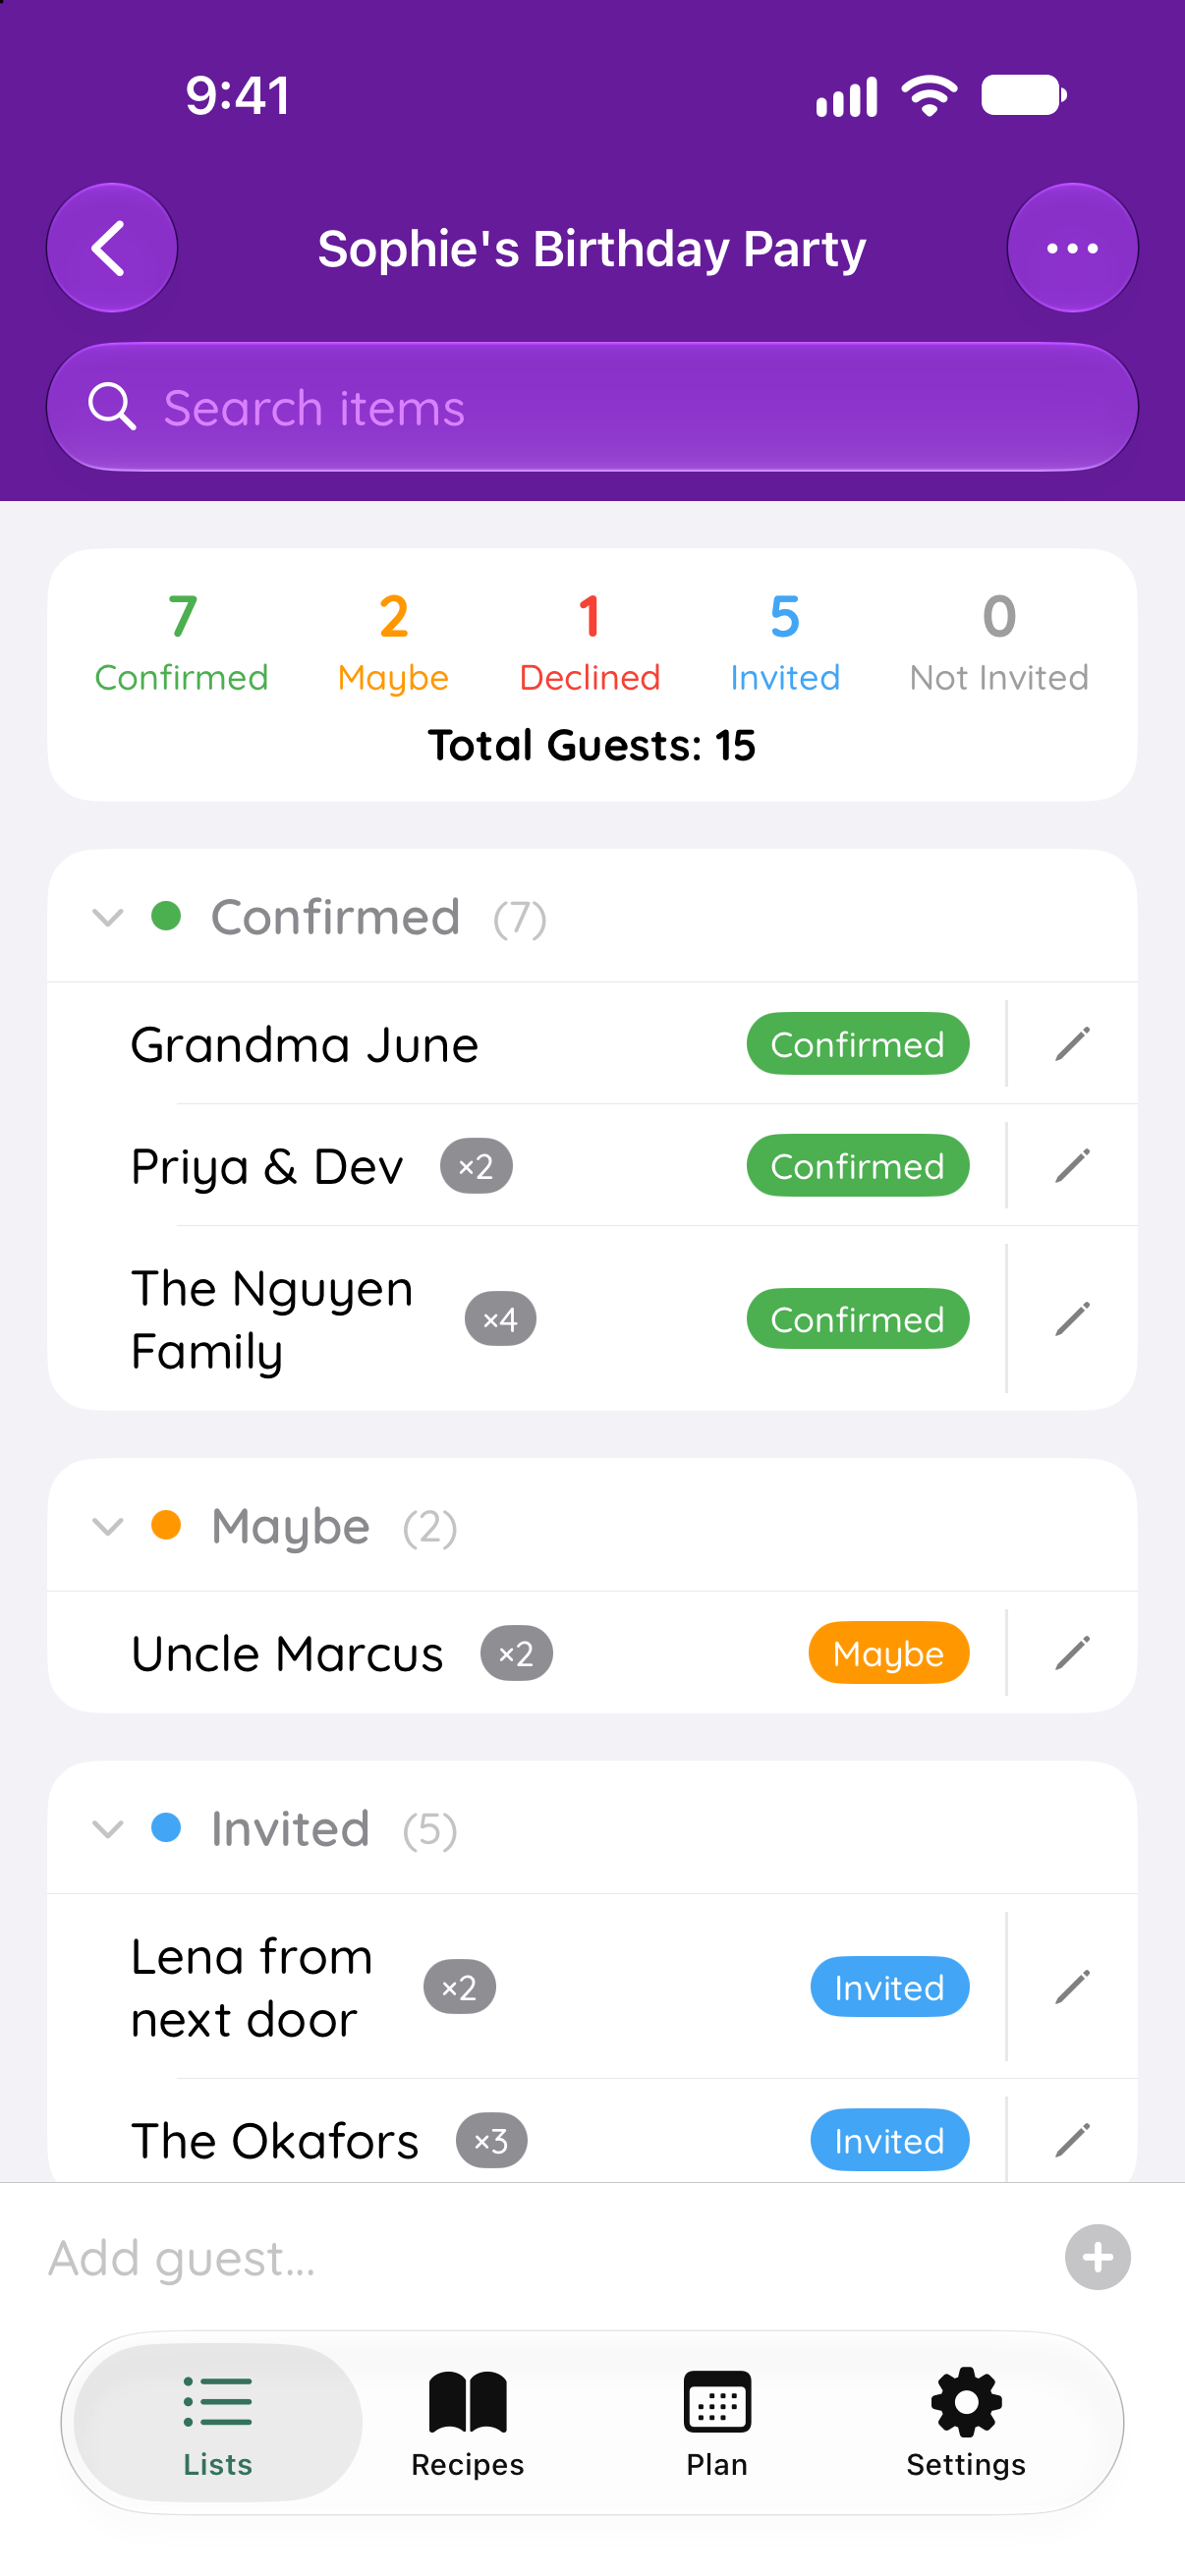 9:41
Sophie's Birthday Party
Search items
7 2 1 5 0
Confirmed Maybe Declined Invited Not Invited
Total Guests: 15
Confirmed (7)
Grandma June Confirmed
Priya & Dev ×2 Confirmed
The Nguyen
Family ×4 Confirmed
Maybe (2)
Uncle Marcus ×2 Maybe
Invited (5)
Lena from
next door ×2 Invited
The Okafors ×3 Invited
Add guest...
Lists Recipes Plan Settings